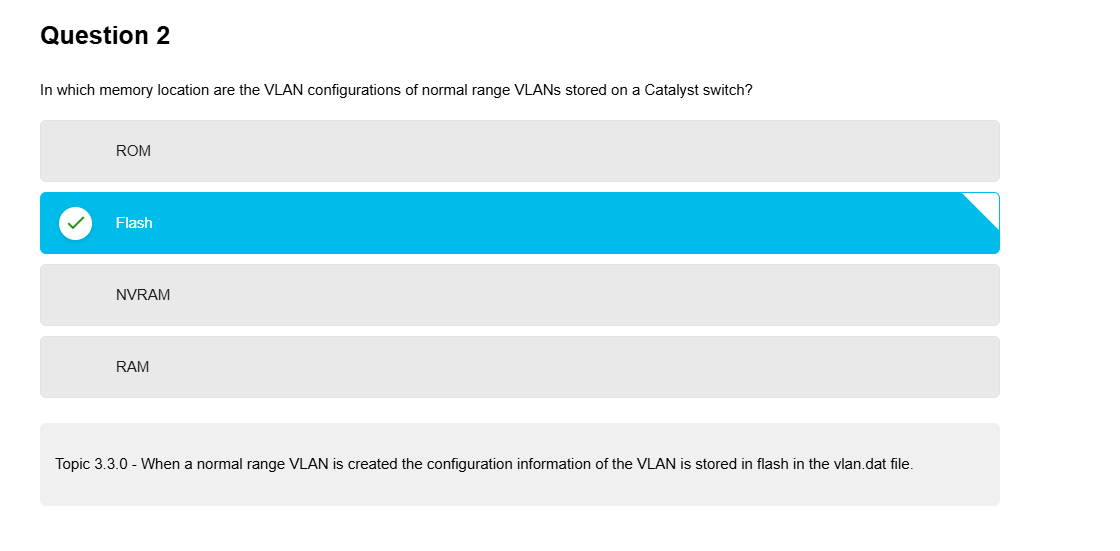 Question 2
In which memory location are the VLAN configurations of normal range VLANs stored on a Catalyst switch?
ROM
Flash
NVRAM
RAM
Topic 3.3.0 - When a normal range VLAN is created the configuration information of the VLAN is stored in flash in the vlan.dat file.